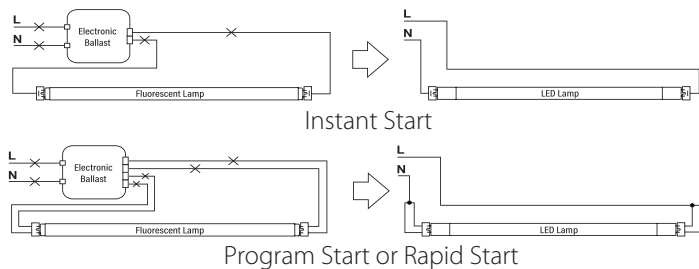 L
N
Electronic
Ballast
Fluorescent Lamp
L
N
LED Lamp
Instant Start
L
N
Electronic
Ballast
Fluorescent Lamp
L
N
LED Lamp
Program Start or Rapid Start